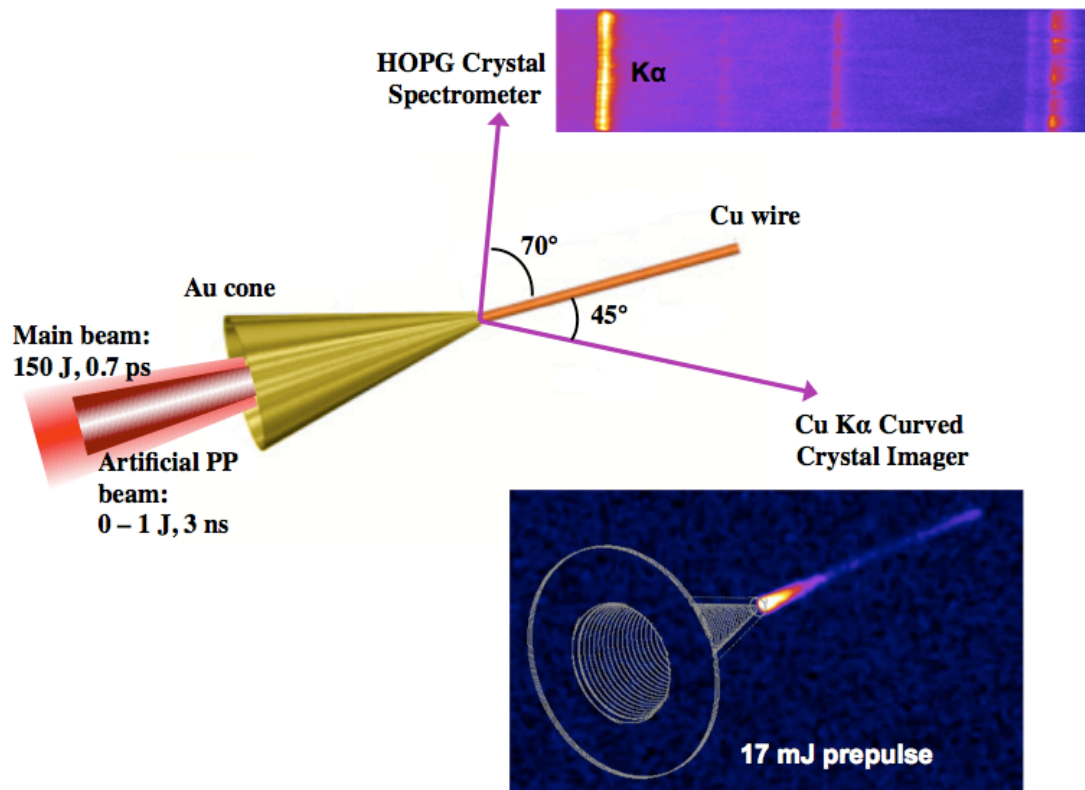 HOPG Crystal
Spectrometer
Kα
Cu wire
70°
Au cone
45°
Main beam:
150 J, 0.7 ps
Cu Kα Curved
Crystal Imager
Artificial PP
beam:
0 – 1 J, 3 ns
17 mJ prepulse